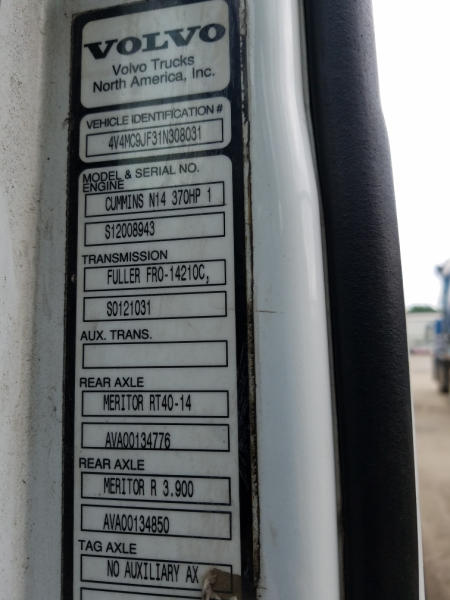 VOLVO
Volvo Trucks
North America, Inc.
VEHICLE IDENTIFICATION #
4V4MC9JF31N308031
MODEL & SERIAL NO.
ENGINE
CUMMINS N14 370HP 1
S12008943
TRANSMISSION
FULLER FRO-14210C,
S0121031
AUX. TRANS.
REAR AXLE
MERITOR RT40-14
AVA00134776
REAR AXLE
MERITOR R 3.900
AVA00134850
TAG AXLE
NO AUXILIARY AX